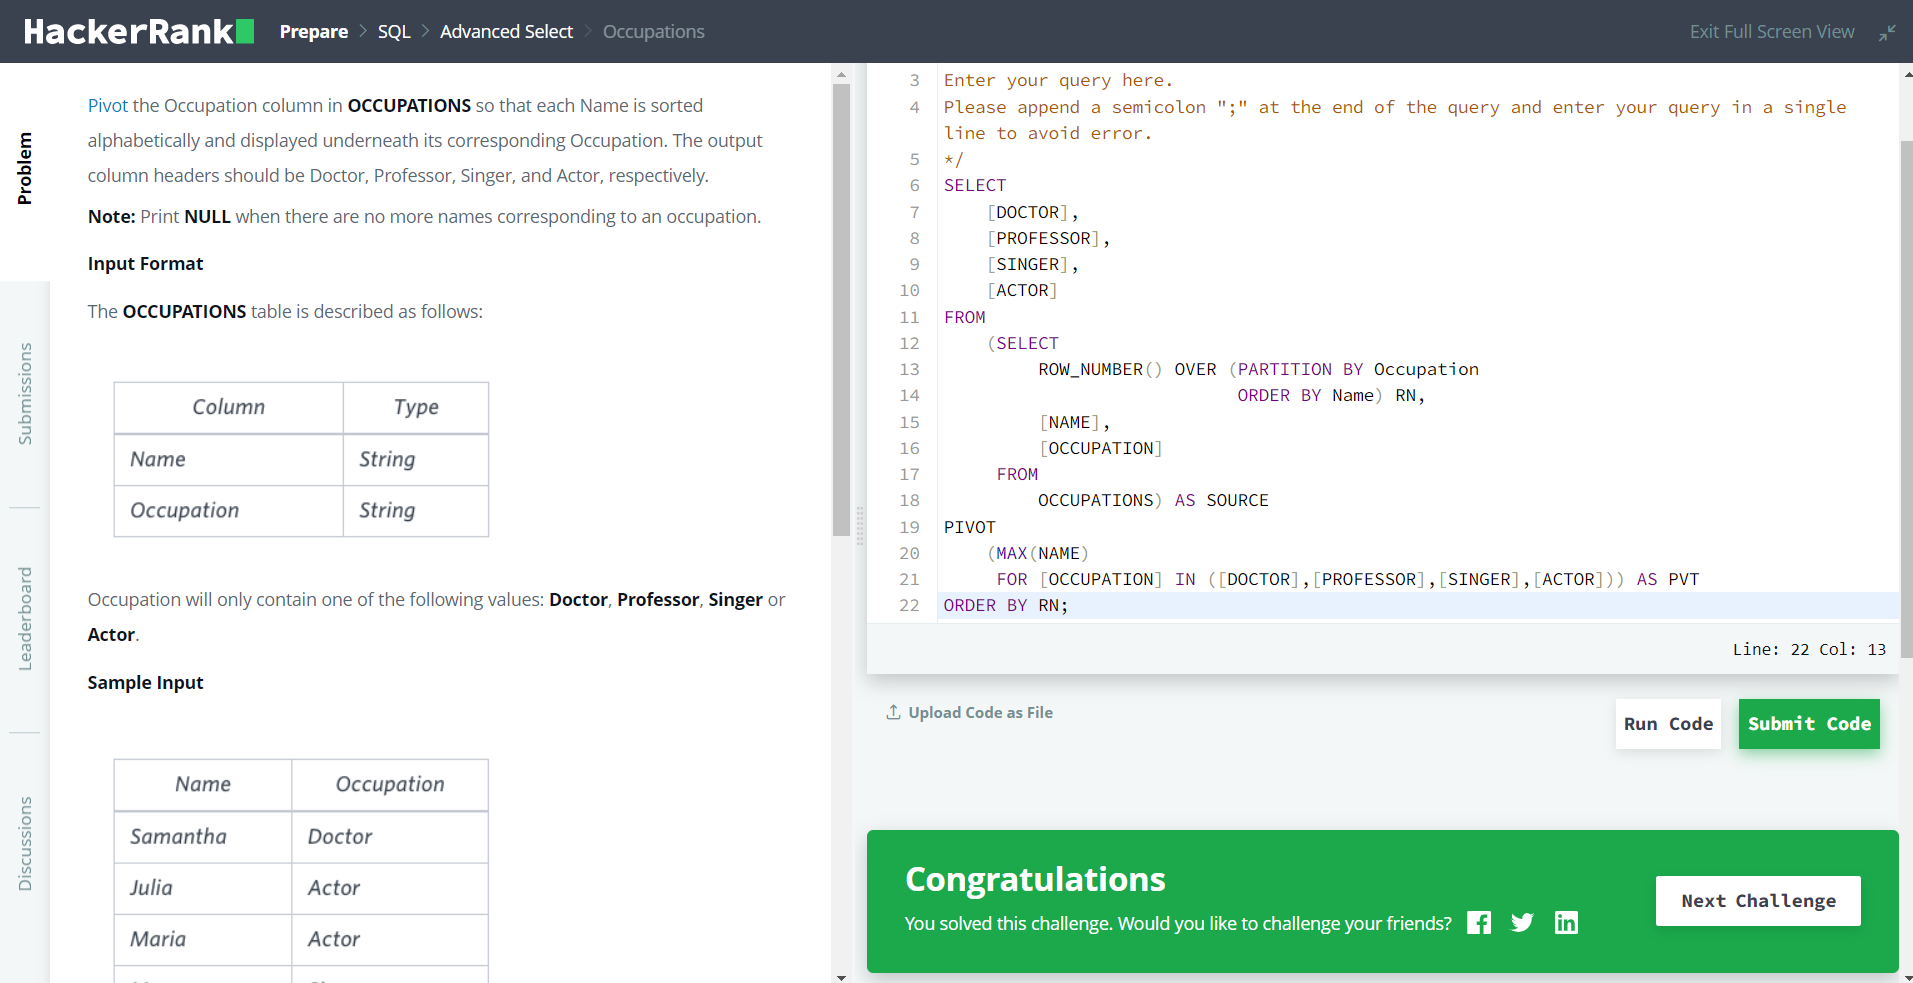 HackerRank
Prepare > SQL > Advanced Select > Occupations
Exit Full Screen View
Problem
Submissions
Leaderboard
Discussions
Pivot the Occupation column in OCCUPATIONS so that each Name is sorted
alphabetically and displayed underneath its corresponding Occupation. The output
column headers should be Doctor, Professor, Singer, and Actor, respectively.
Note: Print NULL when there are no more names corresponding to an occupation.
Input Format
The OCCUPATIONS table is described as follows:
Column Type
Name String
Occupation String
Occupation will only contain one of the following values: Doctor, Professor, Singer or
Actor.
Sample Input
Name Occupation
Samantha Doctor
Julia Actor
Maria Actor
3 Enter your query here.
4 Please append a semicolon ";" at the end of the query and enter your query in a single
line to avoid error.
5 */
6 SELECT
7 [DOCTOR],
8 [PROFESSOR],
9 [SINGER],
10 [ACTOR]
11 FROM
12 (SELECT
13 ROW_NUMBER() OVER (PARTITION BY Occupation
14 ORDER BY Name) RN,
15 [NAME],
16 [OCCUPATION]
17 FROM
18 OCCUPATIONS) AS SOURCE
19 PIVOT
20 (MAX(NAME)
21 FOR [OCCUPATION] IN ([DOCTOR],[PROFESSOR],[SINGER],[ACTOR])) AS PVT
22 ORDER BY RN;
Line: 22 Col: 13
Upload Code as File
Run Code
Submit Code
Congratulations
You solved this challenge. Would you like to challenge your friends?
Next Challenge